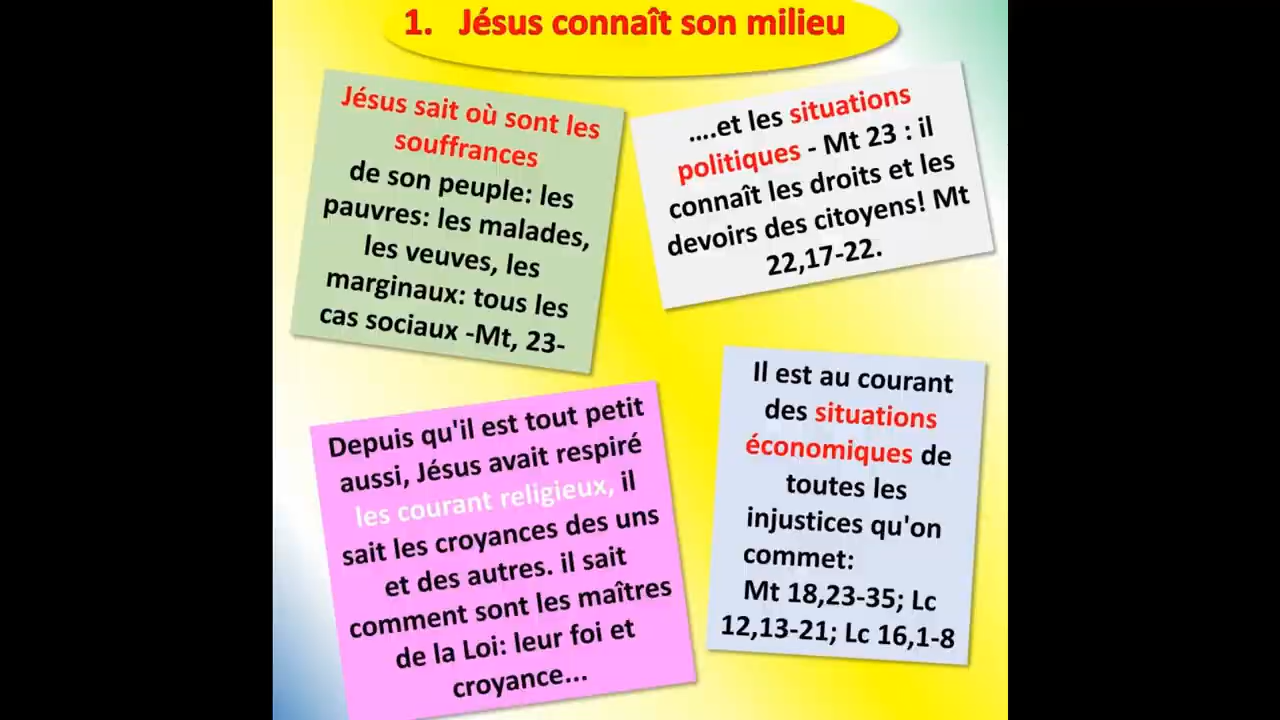 1. Jésus connaît son milieu
Jésus sait où sont les
souffrances
de son peuple: les
pauvres: les malades,
les veuves, les
marginaux: tous les
cas sociaux -Mt, 23-
….et les situations
politiques - Mt 23 : il
connaît les droits et les
devoirs des citoyens! Mt
22,17-22.
Depuis qu'il est tout petit
aussi, Jésus avait respiré
les courant religieux, il
sait les croyances des uns
et des autres. il sait
comment sont les maîtres
de la Loi: leur foi et
croyance...
Il est au courant
des situations
économiques de
toutes les
injustices qu'on
commet:
Mt 18,23-35; Lc
12,13-21; Lc 16,1-8